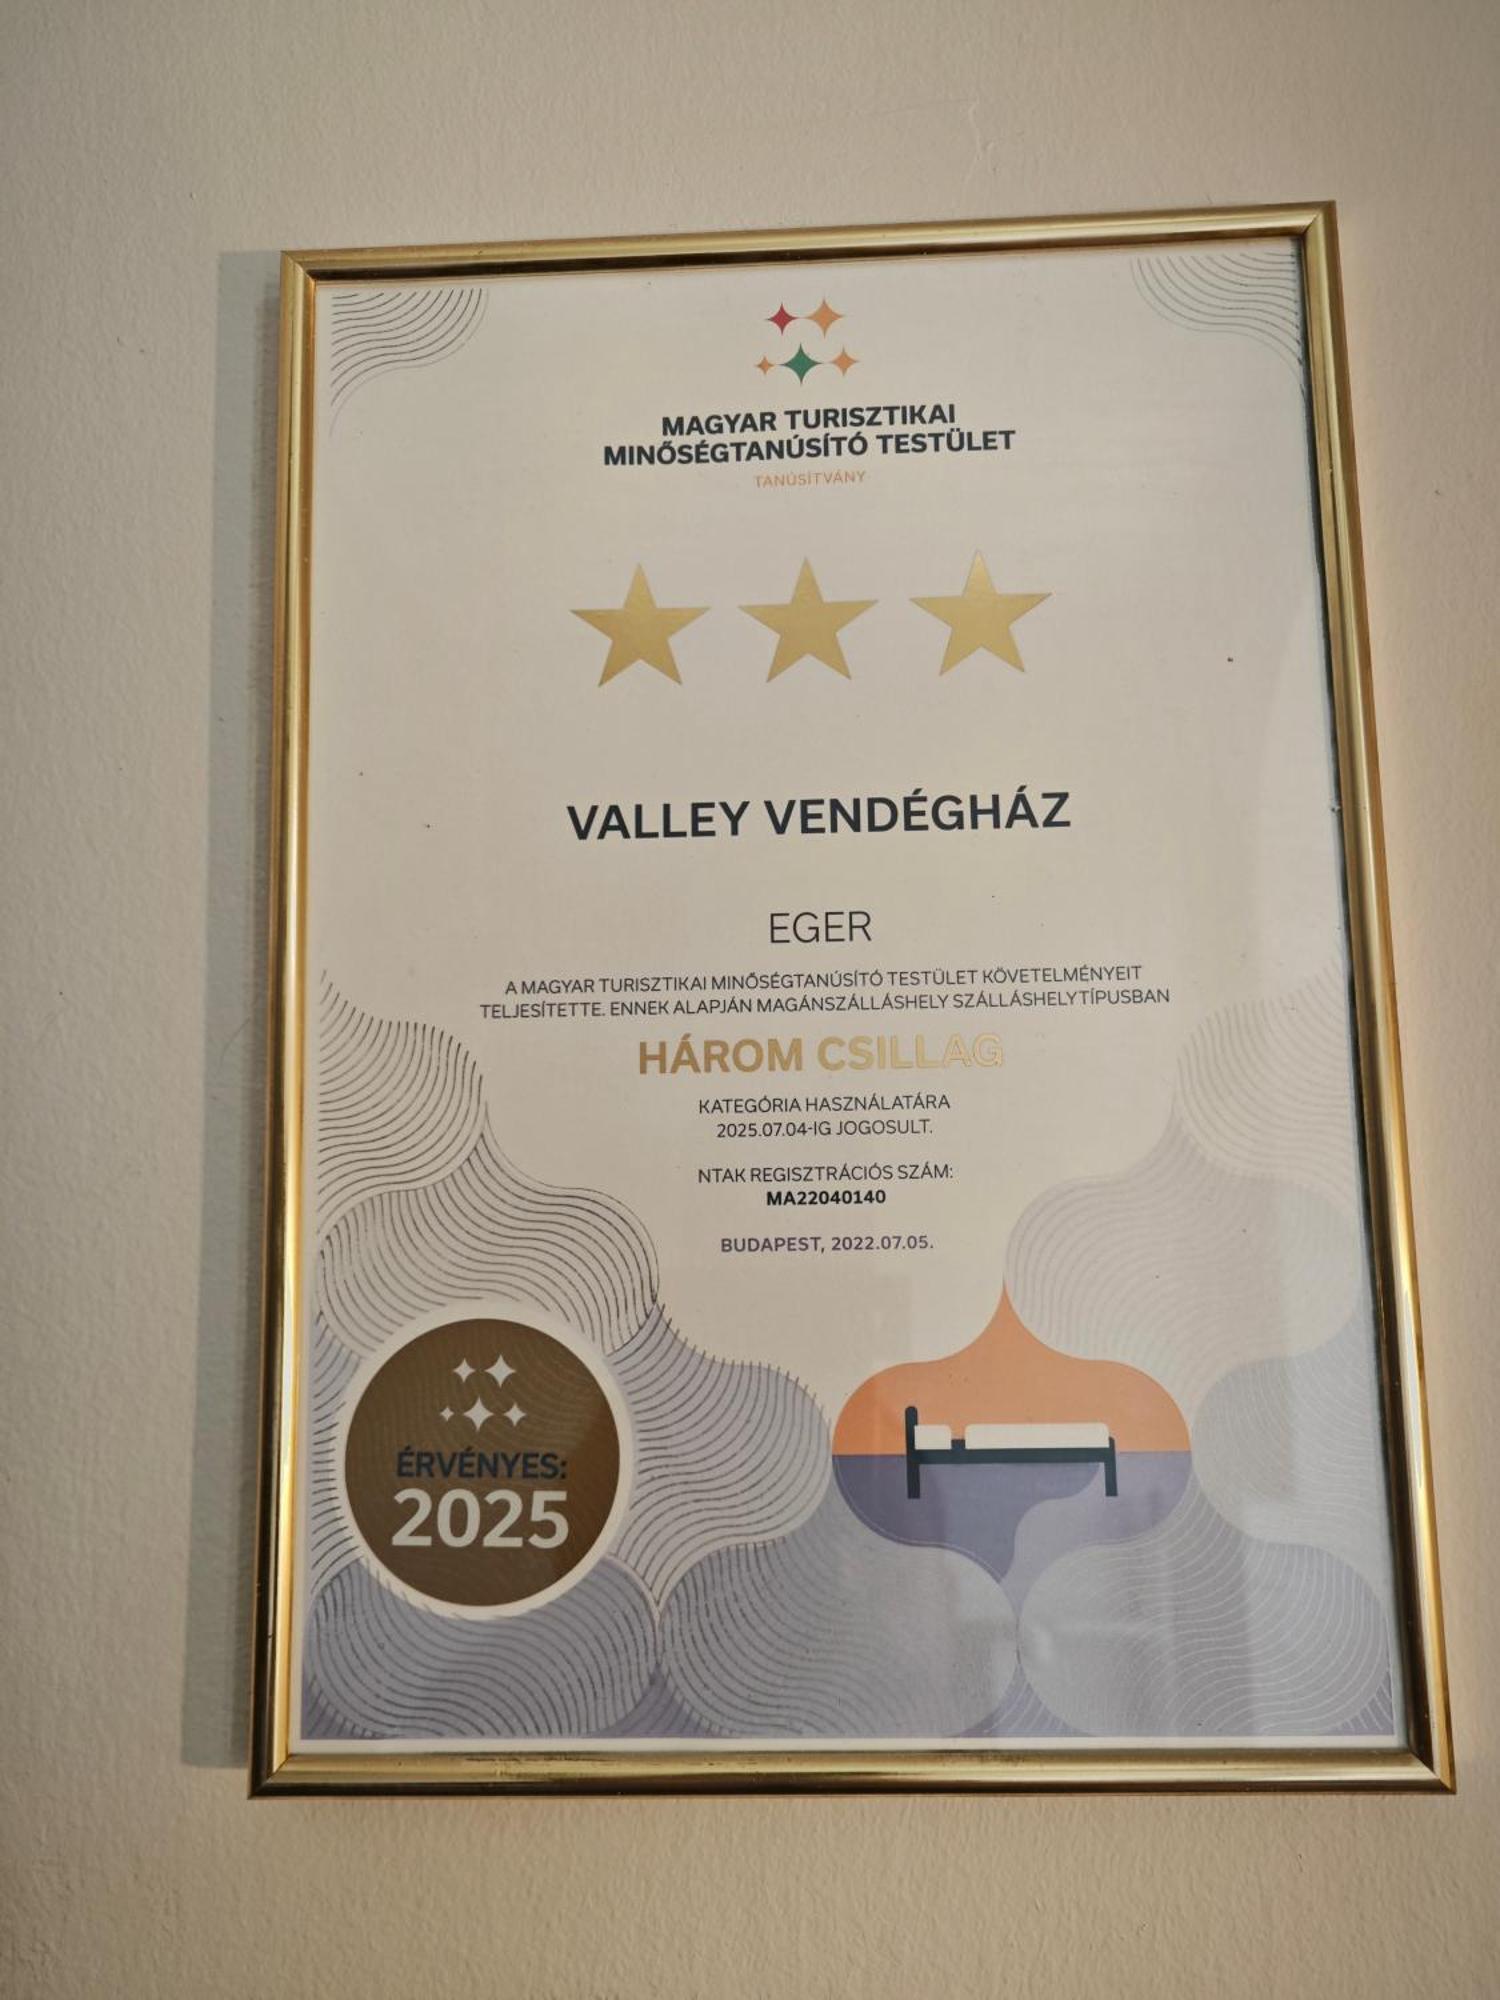 MAGYAR TURISZTIKAI
MINŐSÉGTANÚSÍTÓ TESTÜLET
TANÚSÍTVÁNY
VALLEY VENDÉGHÁZ
EGER
A MAGYAR TURISZTIKAI MINŐSÉGTANÚSÍTÓ TESTÜLET KÖVETELMÉNYEIT
TELJESÍTETTE. ENNEK ALAPJÁN MAGÁNSZÁLLÁSHELY SZÁLLÁSHELYTÍPUSBAN
HÁROM CSILLAG
KATEGÓRIA HASZNÁLATÁRA
2025.07.04-IG JOGOSULT.
NTAK REGISZTRÁCIÓS SZÁM:
MA22040140
BUDAPEST, 2022.07.05.
ÉRVÉNYES:
2025